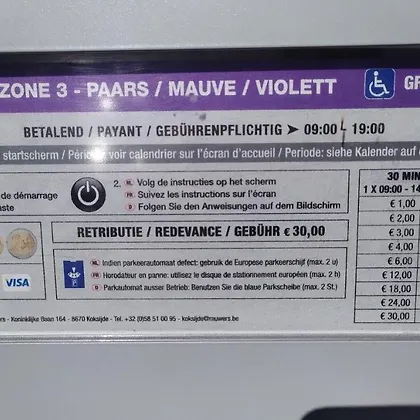 ZONE 3 - PAARS / MAUVE / VIOLETT
GR
BETALEND / PAYANT / GEBÜHRENPFLICHTIG ➤ 09:00 - 19:00
startscherm / Période: voir calendrier sur l'écran d'accueil / Periode: siehe Kalender auf
de démarrage
aste
2. NL Volg de instructies op het scherm
FR Suivez les instructions sur l'écran
D Folgen Sie den Anweisungen auf dem Bildschirm
RETRIBUTIE / REDEVANCE / GEBÜHR € 30,00
NL Indien parkeerautomaat defect: gebruik de Europese parkeerschijf (max. 2 u)
FR Horodateur en panne: utilisez le disque de stationnement européen (max. 2 h)
D Parkautomat ausser Betrieb: Benutzen Sie die blaue Parkscheibe (max. 2 St.)
VISA
30 MIN
1 X 09:00 - 14
€ 1,00
€ 2,00
€ 3,00
€ 4,00
€ 6,00
€ 12,00
€ 18,00
€ 24,00
€ 30,00
ers - Koninklijke Baan 164 - 8670 Koksijde - Tel. +32 (0)58 51 00 95 - koksijde@rauwers.be